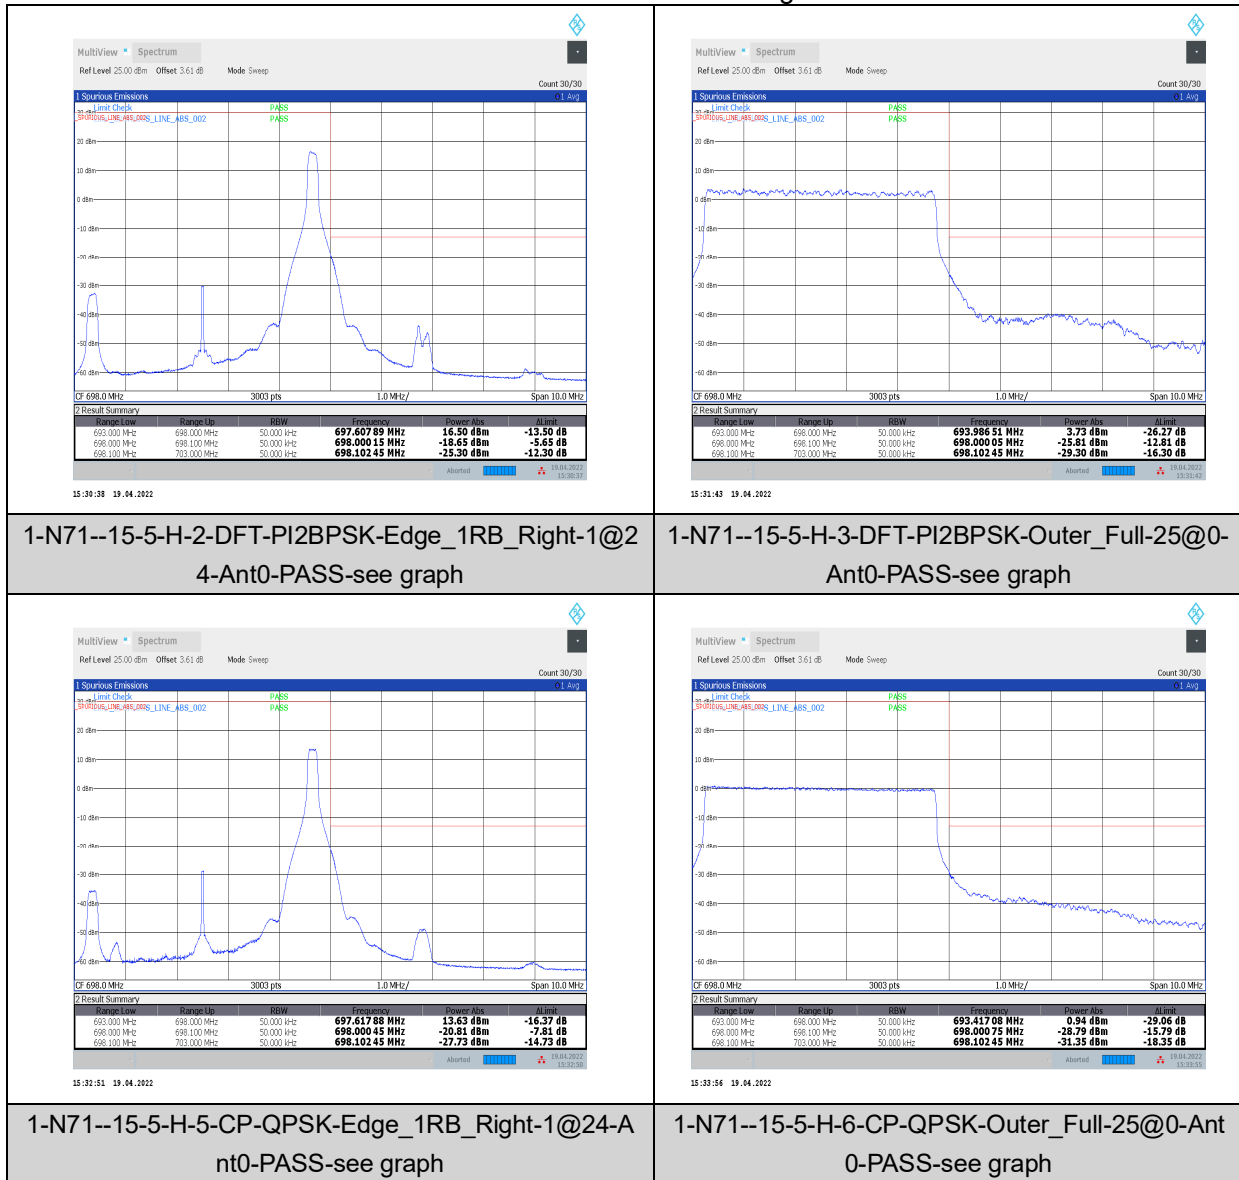 MultiView Spectrum
Ref Level 25.00 dBm Offset 3.61 dB Mode Sweep
Count 30/30
1 Spurious Emissions 1 Avg
Limit Check PASS
_SPURIOUS_LINE_ABS_002 PASS
20 dBm
10 dBm
0 dBm
-10 dBm
-20 dBm
-30 dBm
-40 dBm
-50 dBm
-60 dBm
CF 698.0 MHz 3003 pts 1.0 MHz/ Span 10.0 MHz
2 Result Summary
Range Low Range Up RBW Frequency Power Abs ΔLimit
693.000 MHz 698.000 MHz 50.000 kHz 697.607 89 MHz 16.50 dBm -13.50 dB
698.000 MHz 698.100 MHz 50.000 kHz 698.000 15 MHz -18.65 dBm -5.65 dB
698.100 MHz 703.000 MHz 50.000 kHz 698.102 45 MHz -25.30 dBm -12.30 dB
Aborted 19.04.2022
15:30:37
15:30:38 19.04.2022
MultiView Spectrum
Ref Level 25.00 dBm Offset 3.61 dB Mode Sweep
Count 30/30
1 Spurious Emissions 1 Avg
Limit Check PASS
_SPURIOUS_LINE_ABS_002 PASS
20 dBm
10 dBm
0 dBm
-10 dBm
-20 dBm
-30 dBm
-40 dBm
-50 dBm
-60 dBm
CF 698.0 MHz 3003 pts 1.0 MHz/ Span 10.0 MHz
2 Result Summary
Range Low Range Up RBW Frequency Power Abs ΔLimit
693.000 MHz 698.000 MHz 50.000 kHz 693.986 51 MHz 3.73 dBm -26.27 dB
698.000 MHz 698.100 MHz 50.000 kHz 698.000 05 MHz -25.81 dBm -12.81 dB
698.100 MHz 703.000 MHz 50.000 kHz 698.102 45 MHz -29.30 dBm -16.30 dB
Aborted 19.04.2022
15:31:42
15:31:43 19.04.2022
1-N71--15-5-H-2-DFT-PI2BPSK-Edge_1RB_Right-1@2
4-Ant0-PASS-see graph
1-N71--15-5-H-3-DFT-PI2BPSK-Outer_Full-25@0-
Ant0-PASS-see graph
MultiView Spectrum
Ref Level 25.00 dBm Offset 3.61 dB Mode Sweep
Count 30/30
1 Spurious Emissions 1 Avg
Limit Check PASS
_SPURIOUS_LINE_ABS_002 PASS
20 dBm
10 dBm
0 dBm
-10 dBm
-20 dBm
-30 dBm
-40 dBm
-50 dBm
-60 dBm
CF 698.0 MHz 3003 pts 1.0 MHz/ Span 10.0 MHz
2 Result Summary
Range Low Range Up RBW Frequency Power Abs ΔLimit
693.000 MHz 698.000 MHz 50.000 kHz 697.617 88 MHz 13.63 dBm -16.37 dB
698.000 MHz 698.100 MHz 50.000 kHz 698.000 45 MHz -20.81 dBm -7.81 dB
698.100 MHz 703.000 MHz 50.000 kHz 698.102 45 MHz -27.73 dBm -14.73 dB
Aborted 19.04.2022
15:32:50
15:32:51 19.04.2022
MultiView Spectrum
Ref Level 25.00 dBm Offset 3.61 dB Mode Sweep
Count 30/30
1 Spurious Emissions 1 Avg
Limit Check PASS
_SPURIOUS_LINE_ABS_002 PASS
20 dBm
10 dBm
0 dBm
-10 dBm
-20 dBm
-30 dBm
-40 dBm
-50 dBm
-60 dBm
CF 698.0 MHz 3003 pts 1.0 MHz/ Span 10.0 MHz
2 Result Summary
Range Low Range Up RBW Frequency Power Abs ΔLimit
693.000 MHz 698.000 MHz 50.000 kHz 693.417 08 MHz 0.94 dBm -29.06 dB
698.000 MHz 698.100 MHz 50.000 kHz 698.000 75 MHz -28.79 dBm -15.79 dB
698.100 MHz 703.000 MHz 50.000 kHz 698.102 45 MHz -31.35 dBm -18.35 dB
Aborted 19.04.2022
15:33:55
15:33:56 19.04.2022
1-N71--15-5-H-5-CP-QPSK-Edge_1RB_Right-1@24-A
nt0-PASS-see graph
1-N71--15-5-H-6-CP-QPSK-Outer_Full-25@0-Ant
0-PASS-see graph